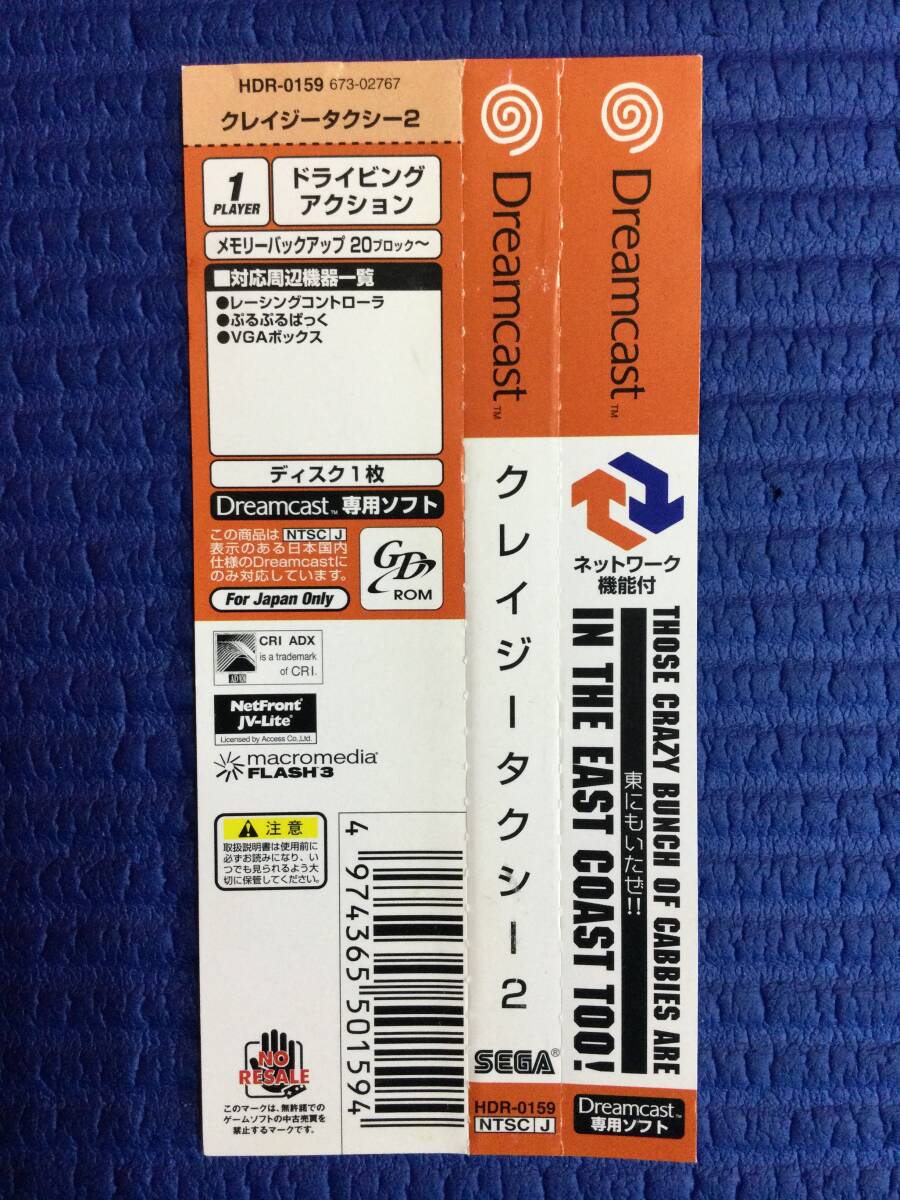 HDR-0159 673-02767
クレイジータクシー2
1
PLAYER
ドライビング
アクション
メモリーバックアップ 20ブロック〜
■対応周辺機器一覧
●レーシングコントローラ
●ぷるぷるぱっく
●VGAボックス
ディスク1枚
Dreamcast™ 専用ソフト
この商品は NTSC J
表示のある日本国内
仕様のDreamcastに
のみ対応しています。
For Japan Only
GD
ROM
CRI ADX
is a trademark
of CRI.
ADX
NetFront®
JV-Lite®
Licensed by Access Co.,Ltd.
macromedia®
FLASH 3
注意
取扱説明書は使用前に
必ずお読みになり、い
つでも見られるよう大
切に保管してください。
4 974365 501594
NO
RESALE
このマークは、無許諾での
ゲームソフトの中古売買を
禁止するマークです。
Dreamcast™
クレイジータクシー2
SEGA®
HDR-0159
NTSC J
Dreamcast™
ネットワーク
機能付
THOSE CRAZY BUNCH OF CABBIES ARE
東にもいたぜ!!
IN THE EAST COAST TOO!
Dreamcast™
専用ソフト